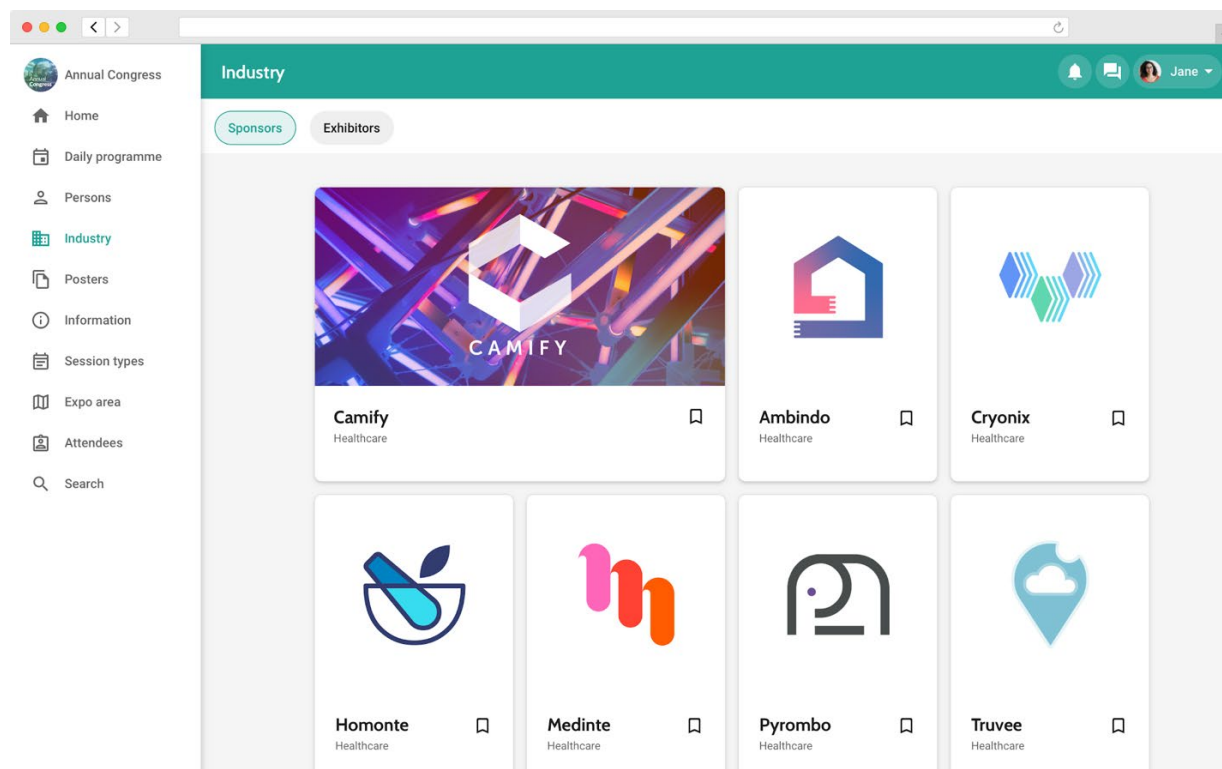 Annual Congress
Industry
Jane
Home
Daily programme
Persons
Industry
Posters
Information
Session types
Expo area
Attendees
Search
Sponsors
Exhibitors
CAMIFY
Camify
Healthcare
Ambindo
Healthcare
Cryonix
Healthcare
Homonte
Healthcare
Medinte
Healthcare
Pyrombo
Healthcare
Truvee
Healthcare